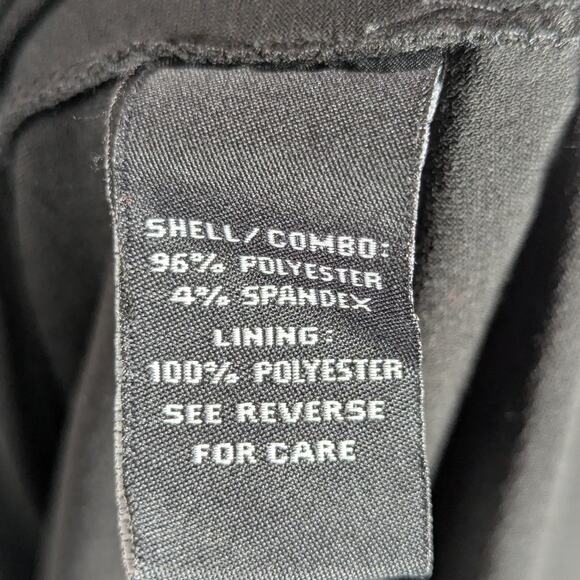 SHELL/COMBO:
96% POLYESTER
4% SPANDEX
LINING:
100% POLYESTER
SEE REVERSE
FOR CARE